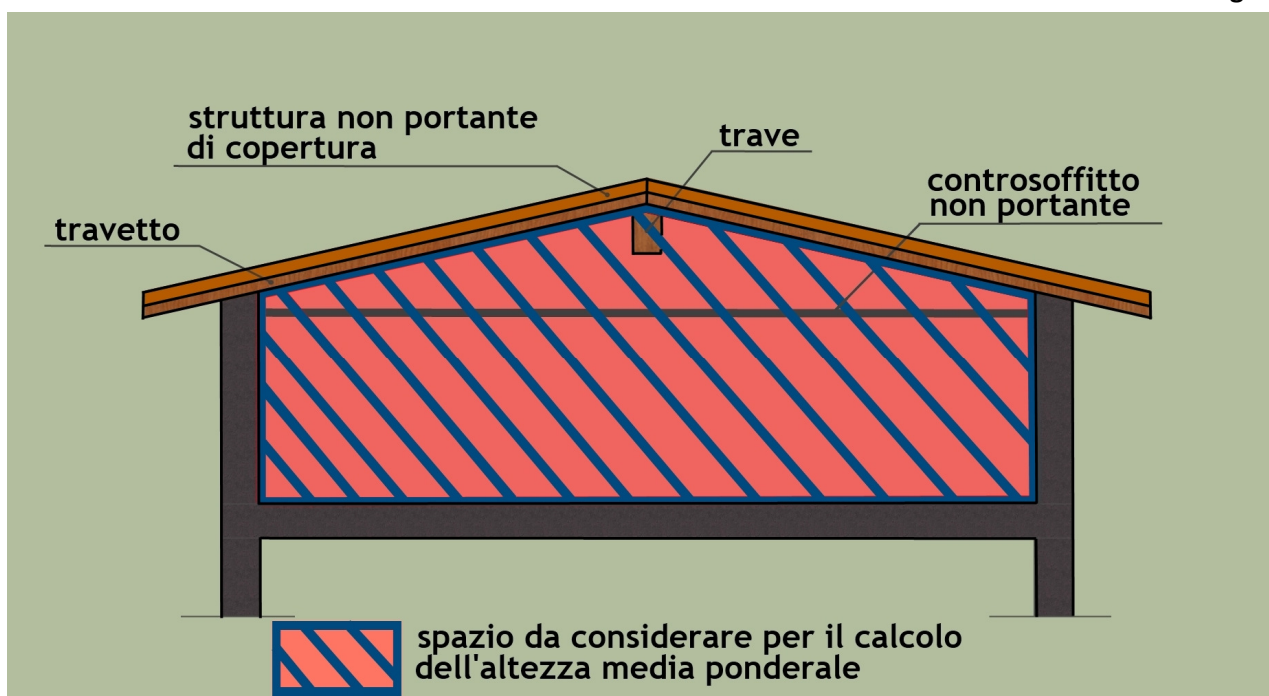 struttura non portante
di copertura
trave
controsoffitto
non portante
travetto
spazio da considerare per il calcolo
dell'altezza media ponderale